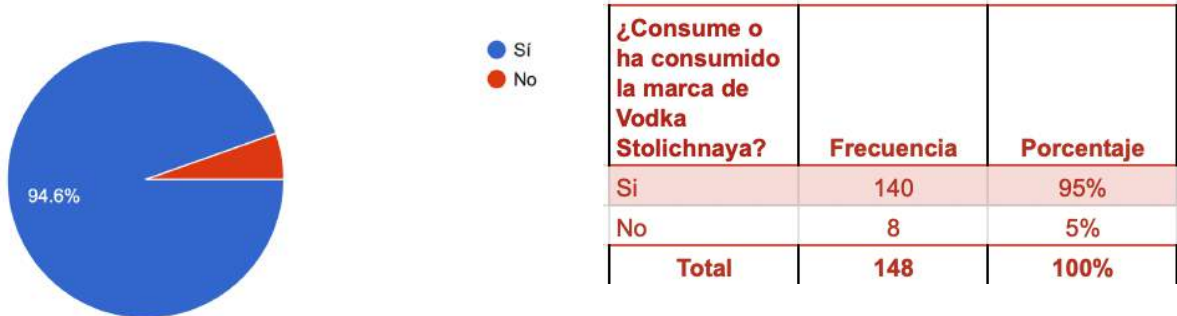 Sí
No
94.6%
¿Consume o
ha consumido
la marca de
Vodka
Stolichnaya? Frecuencia Porcentaje
Si 140 95%
No 8 5%
Total 148 100%